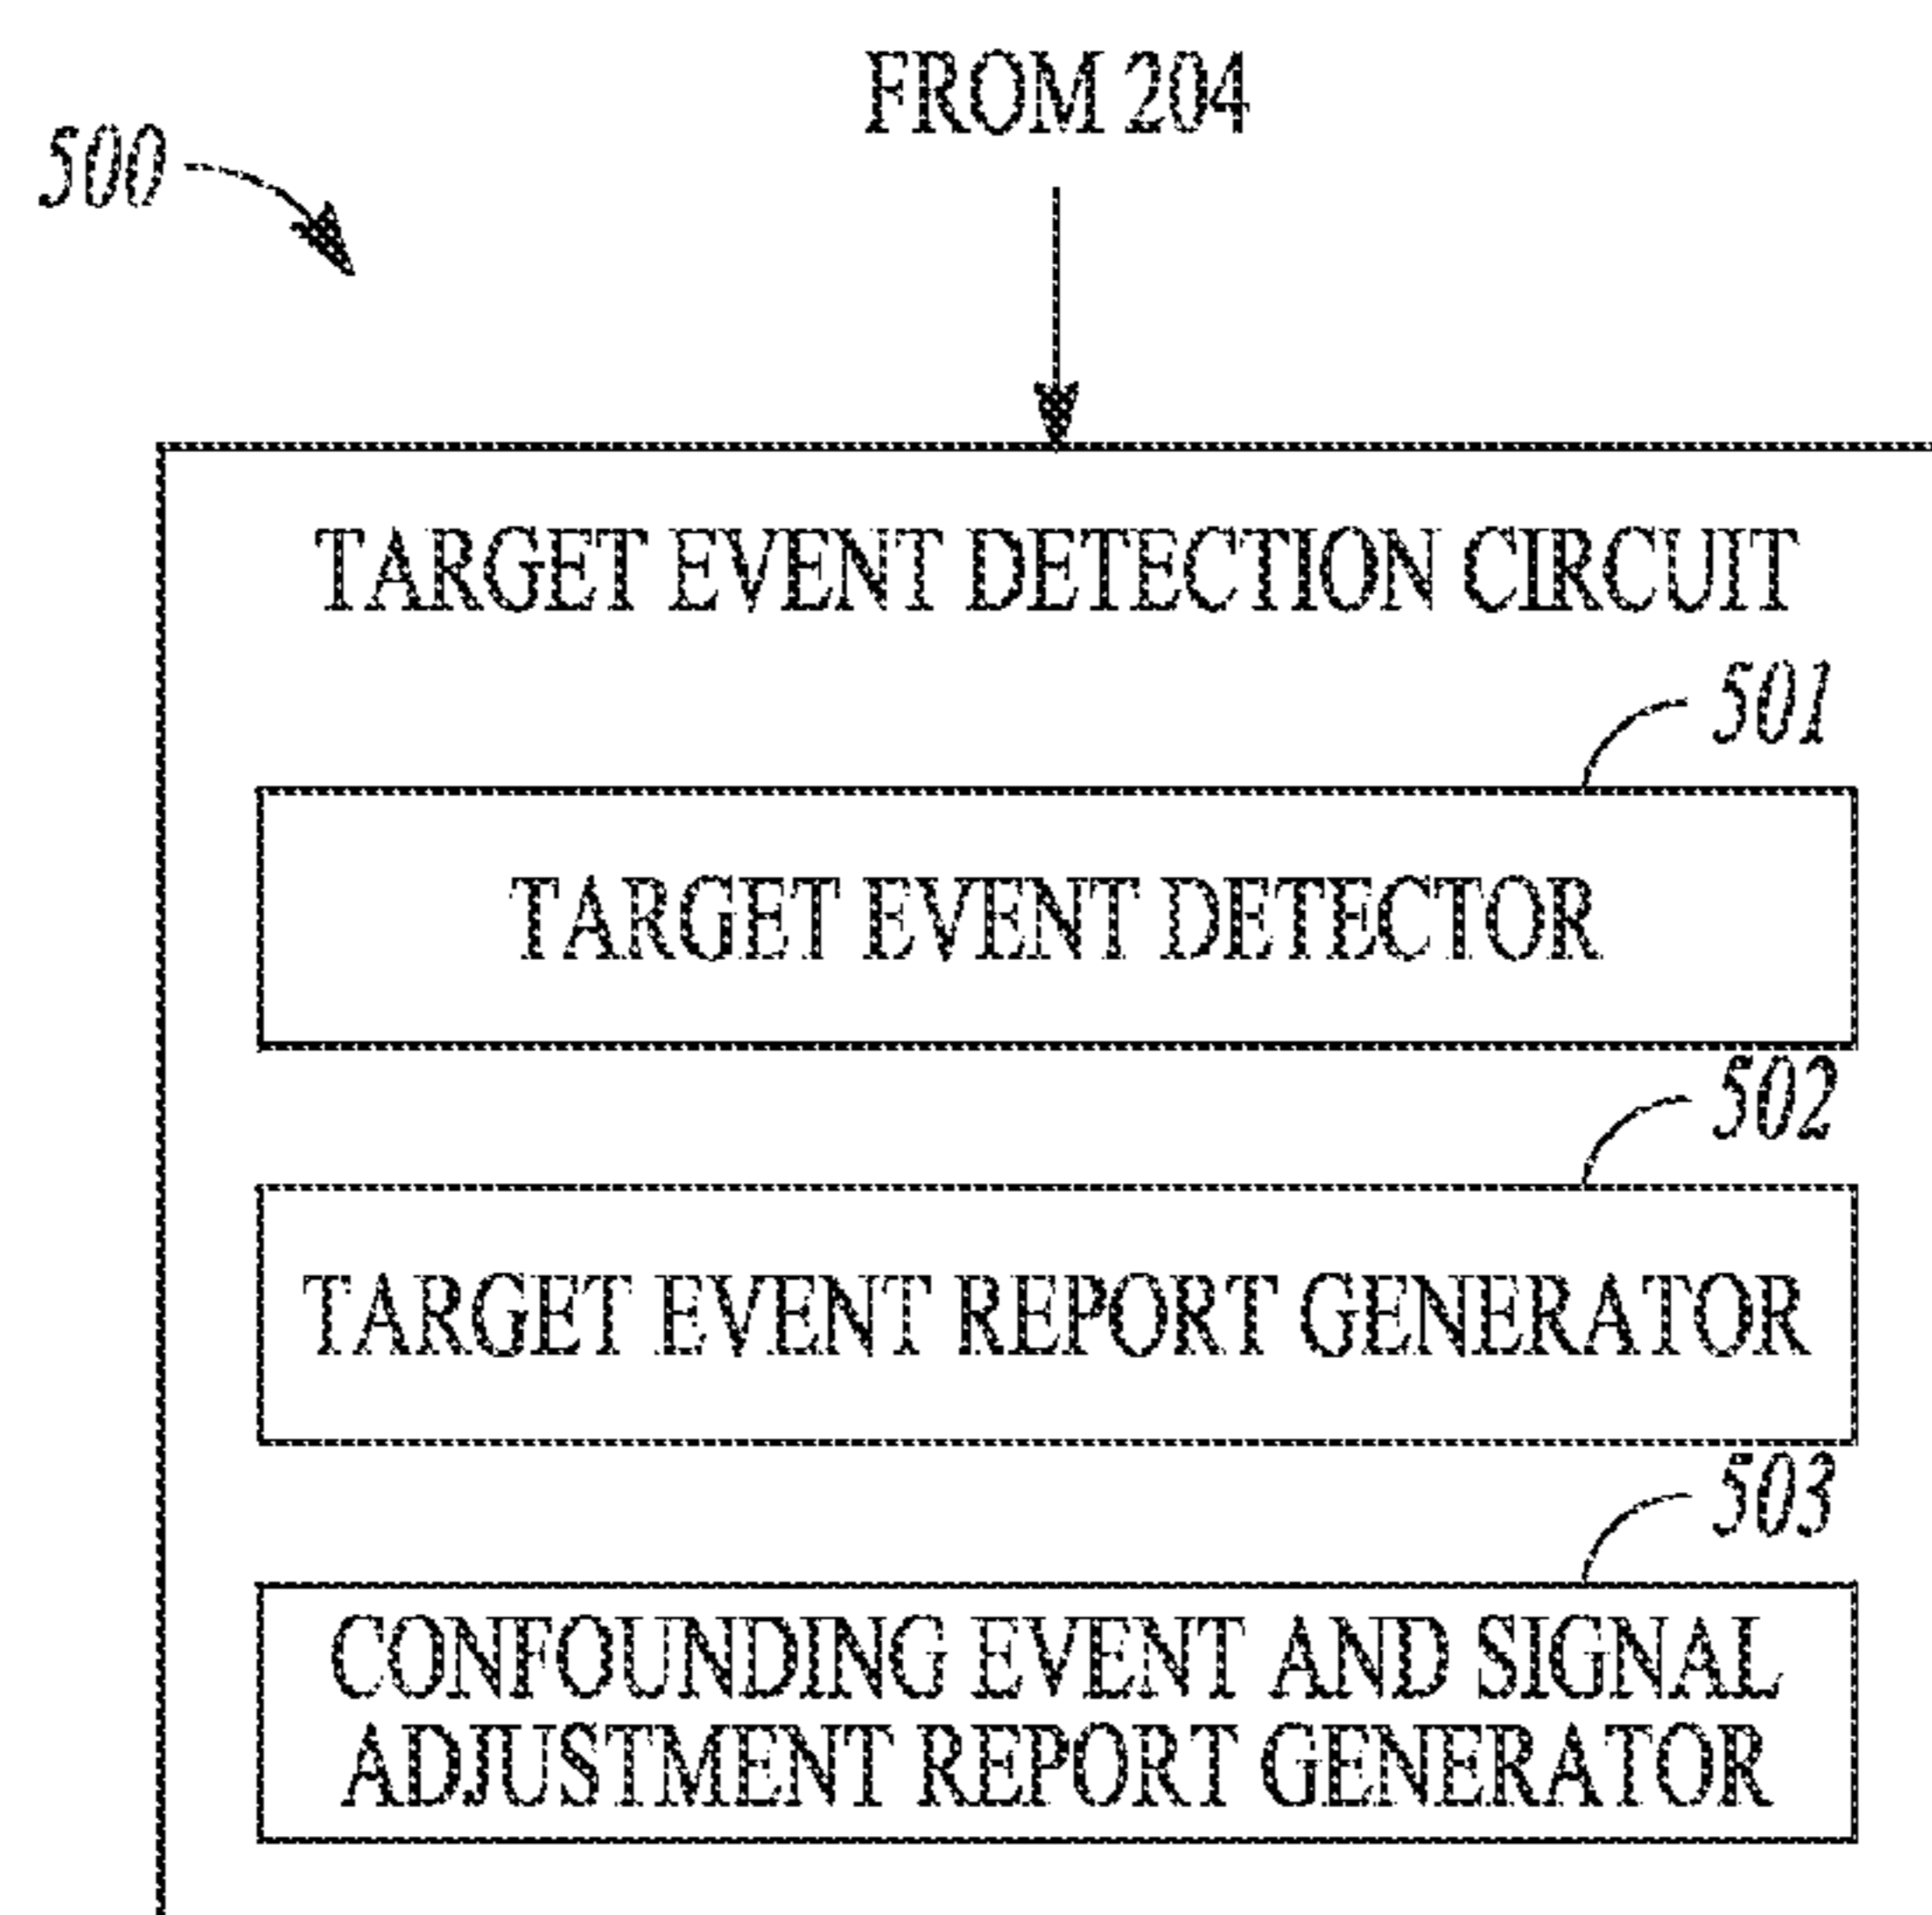 FROM 204
500
TARGET EVENT DETECTION CIRCUIT
501
TARGET EVENT DETECTOR
502
TARGET EVENT REPORT GENERATOR
503
CONFOUNDING EVENT AND SIGNAL
ADJUSTMENT REPORT GENERATOR